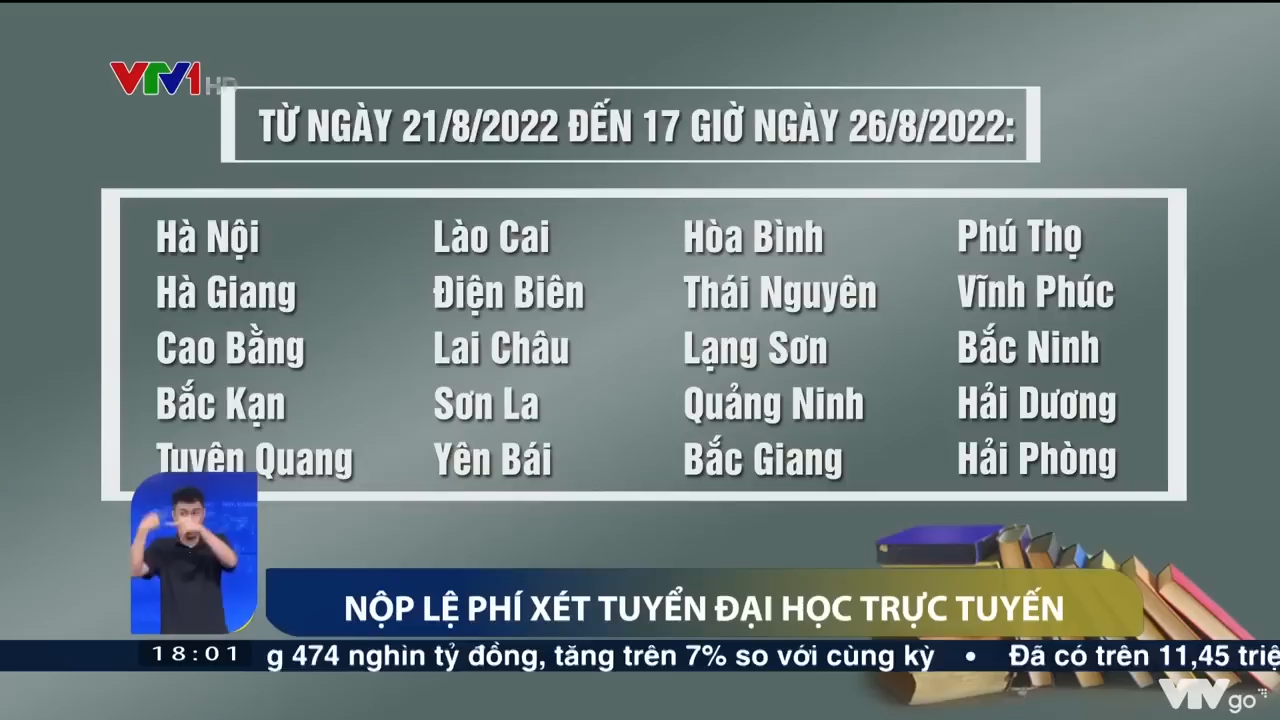 VTV1 HD
TỪ NGÀY 21/8/2022 ĐẾN 17 GIỜ NGÀY 26/8/2022:
Hà Nội Lào Cai Hòa Bình Phú Thọ
Hà Giang Điện Biên Thái Nguyên Vĩnh Phúc
Cao Bằng Lai Châu Lạng Sơn Bắc Ninh
Bắc Kạn Sơn La Quảng Ninh Hải Dương
Tuyên Quang Yên Bái Bắc Giang Hải Phòng
NỘP LỆ PHÍ XÉT TUYỂN ĐẠI HỌC TRỰC TUYẾN
18:01 g 474 nghìn tỷ đồng, tăng trên 7% so với cùng kỳ • Đã có trên 11,45 triệ
VTV go